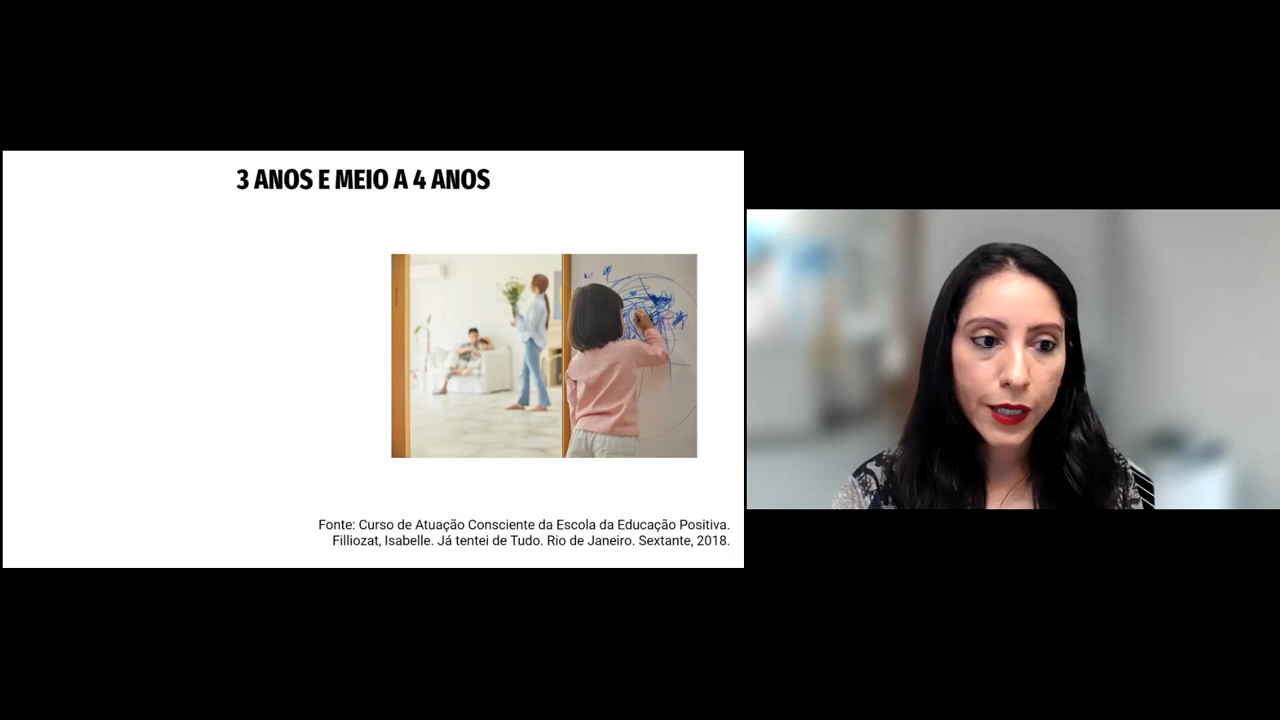 3 ANOS E MEIO A 4 ANOS
Fonte: Curso de Atuação Consciente da Escola da Educação Positiva.
Filliozat, Isabelle. Já tentei de Tudo. Rio de Janeiro. Sextante, 2018.